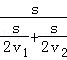 s
s/2v₁ + s/2v₂